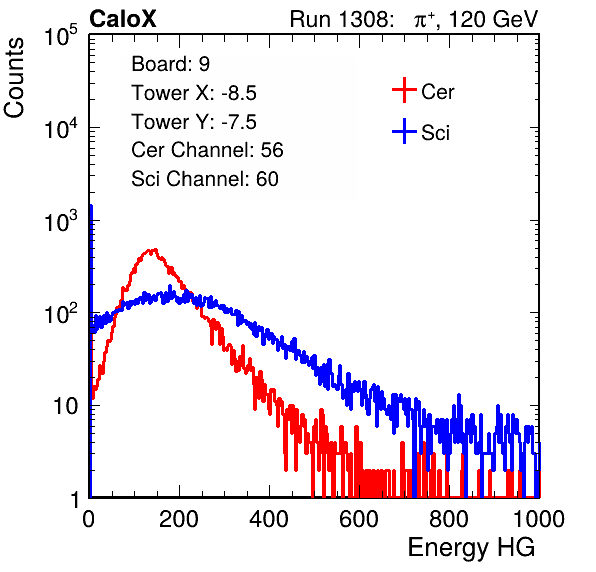 CaloX Run 1308: π⁺, 120 GeV
Counts
10⁵
10⁴
10³
10²
10
1
Board: 9
Tower X: -8.5
Tower Y: -7.5
Cer Channel: 56
Sci Channel: 60
Cer
Sci
0 200 400 600 800 1000
Energy HG